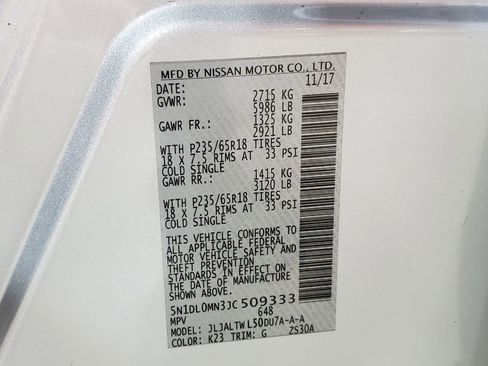 MFD BY NISSAN MOTOR CO., LTD.
DATE: 11/17
GVWR: 2715 KG
5986 LB
GAWR FR.: 1325 KG
2921 LB
WITH P235/65R18 TIRES
18 X 7.5 RIMS AT 33 PSI
COLD SINGLE
GAWR RR.: 1415 KG
3120 LB
WITH P235/65R18 TIRES
18 X 7.5 RIMS AT 33 PSI
COLD SINGLE
THIS VEHICLE CONFORMS TO
ALL APPLICABLE FEDERAL
MOTOR VEHICLE SAFETY AND
THEFT PREVENTION
STANDARDS IN EFFECT ON
THE DATE OF MANUFACTURE
SHOWN ABOVE.
5N1DL0MN3JC509333
MPV 648
MODEL: JLJALTWL50DU7A-A-A
COLOR: K23 TRIM: G ZS30A